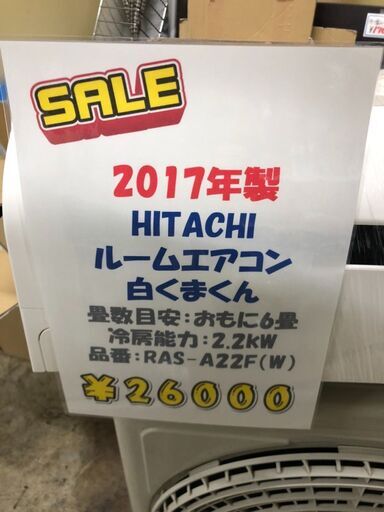 SALE
2017年製
HITACHI
ルームエアコン
白くまくん
畳数目安:おもに6畳
冷房能力:2.2kW
品番:RAS-A22F(W)
¥26000